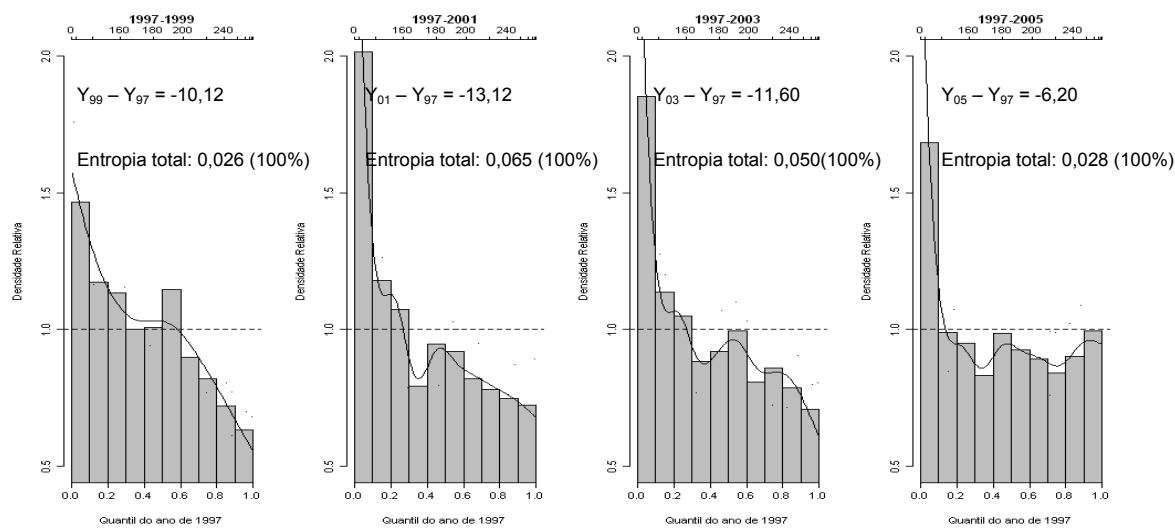 1997-1999
160 180 200
2.0
1.5
1.0
0.5
Densidade Relativa
Y99 – Y97 = -10,12
Entropia total: 0,026 (100%)
0.0 0.2 0.4 0.6 0.8 1.0
Quantil do ano de 1997
1997-2001
120 160 180 200 240
2.0
1.5
1.0
0.5
Densidade Relativa
Y01 – Y97 = -13,12
Entropia total: 0,065 (100%)
0.0 0.2 0.4 0.6 0.8 1.0
Quantil do ano de 1997
1997-2003
120 160 180 200 240
2.0
1.5
1.0
0.5
Densidade Relativa
Y03 – Y97 = -11,60
Entropia total: 0,050(100%)
0.0 0.2 0.4 0.6 0.8 1.0
Quantil do ano de 1997
1997-2005
120 160 180 200 240
2.0
1.5
1.0
0.5
Densidade Relativa
Y05 – Y97 = -6,20
Entropia total: 0,028 (100%)
0.0 0.2 0.4 0.6 0.8 1.0
Quantil do ano de 1997